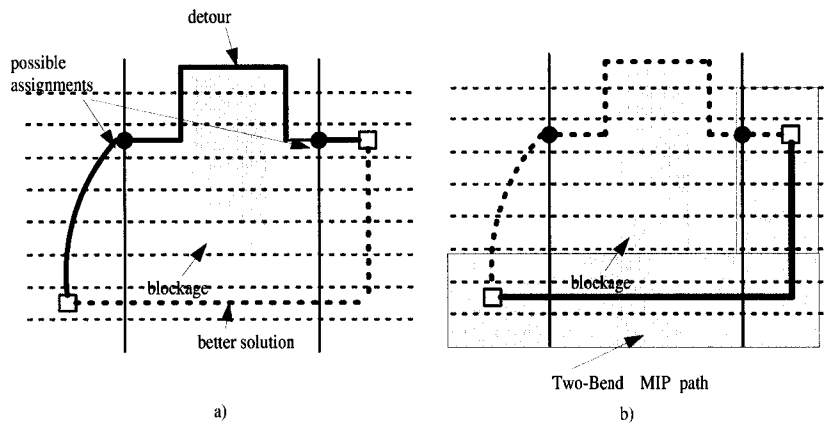 detour
possible
assignments
blockage
better solution
a)
blockage
Two-Bend MIP path
b)